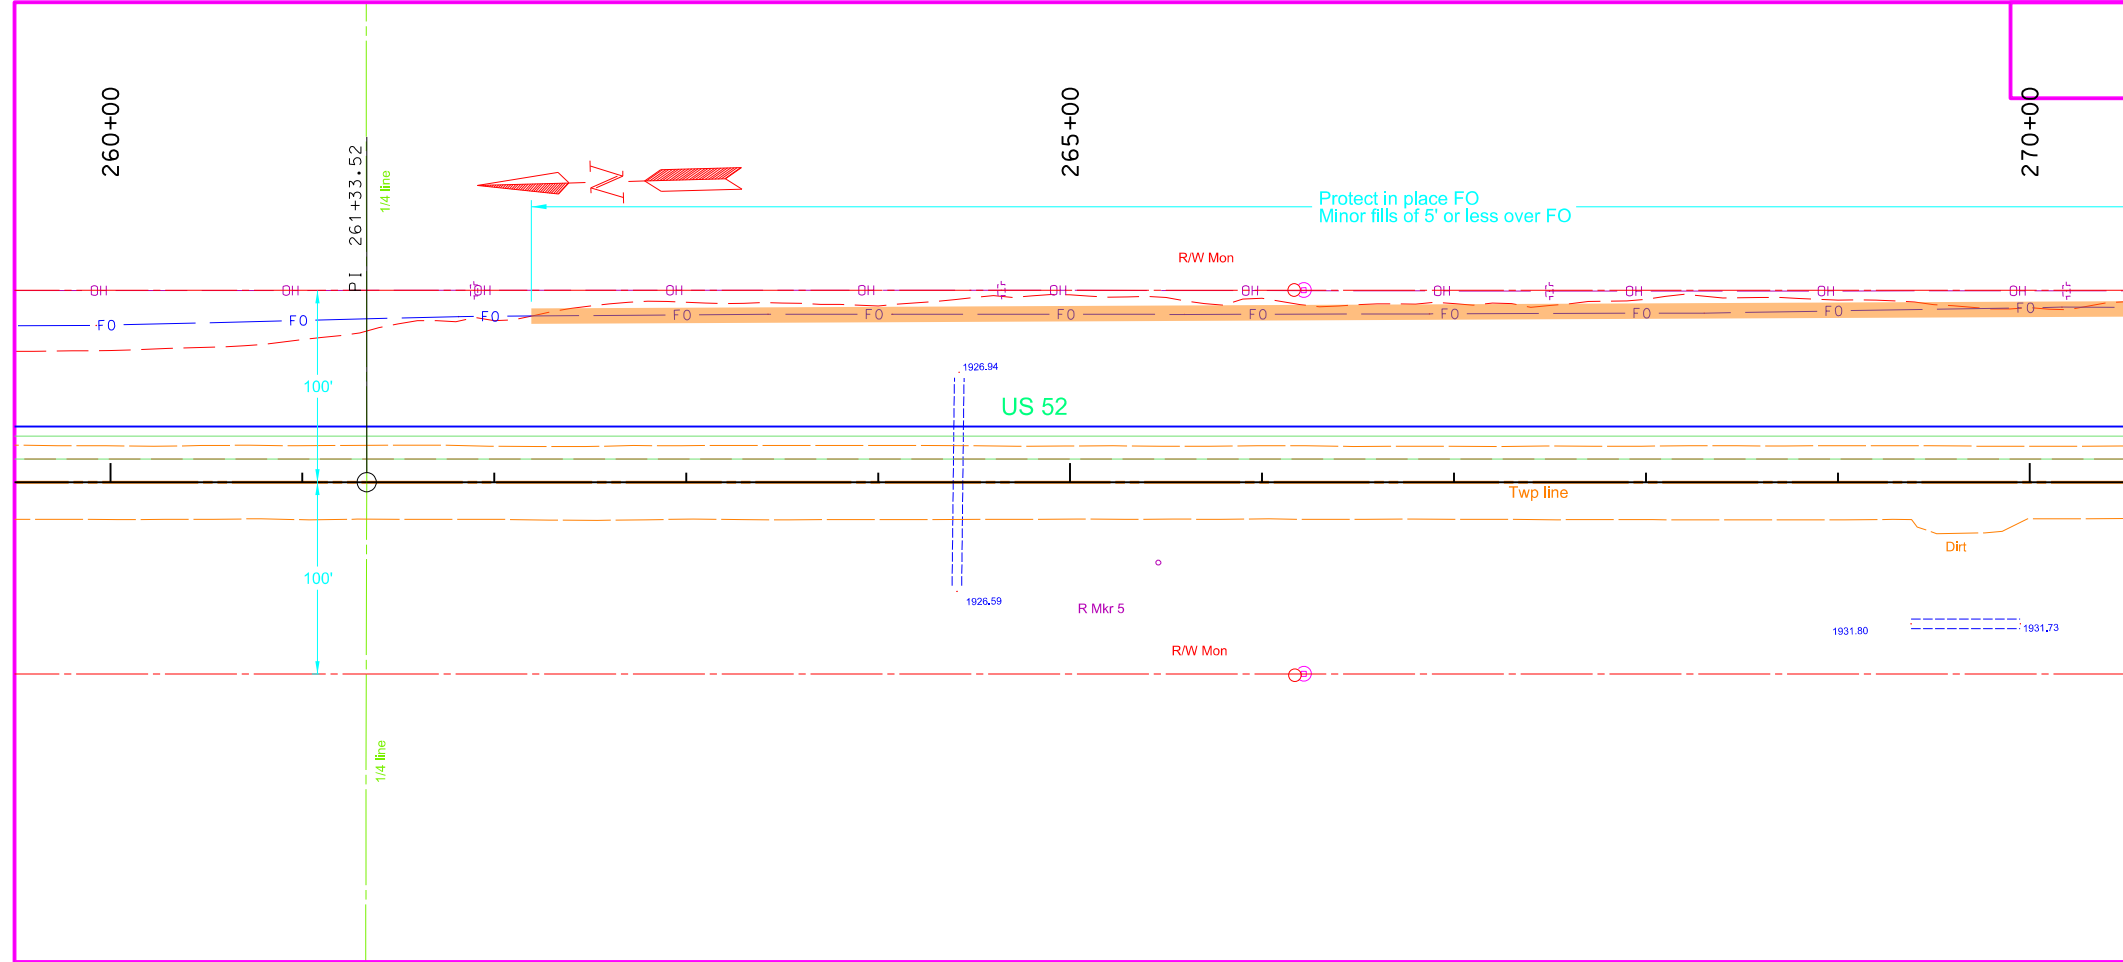 260+00
265+00
270+00
PI 261+33.52
1/4 line
N
Protect in place FO
Minor fills of 5' or less over FO
R/W Mon
OH OH OH OH OH OH OH OH OH OH OH
FO FO FO FO FO FO FO FO FO FO FO
1926.94
100'
US 52
Twp line
Dirt
100'
1926.59
R Mkr 5
1931.80
1931.73
R/W Mon
1/4 line